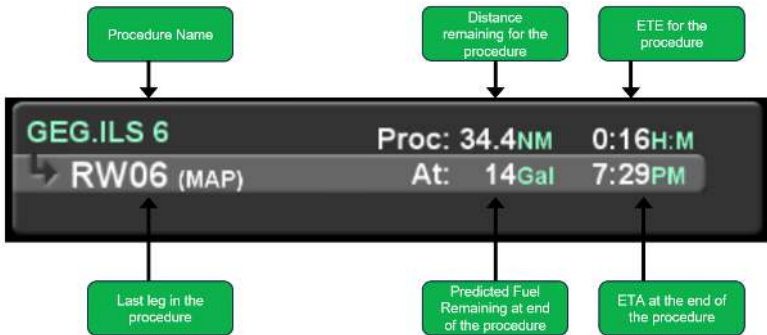 Procedure Name
Distance
remaining for the
procedure
ETE for the
procedure
GEG.ILS 6
Proc: 34.4NM 0:16H:M
RW06 (MAP)
At: 14Gal 7:29PM
Last leg in the
procedure
Predicted Fuel
Remaining at end
of the procedure
ETA at the end of
the procedure